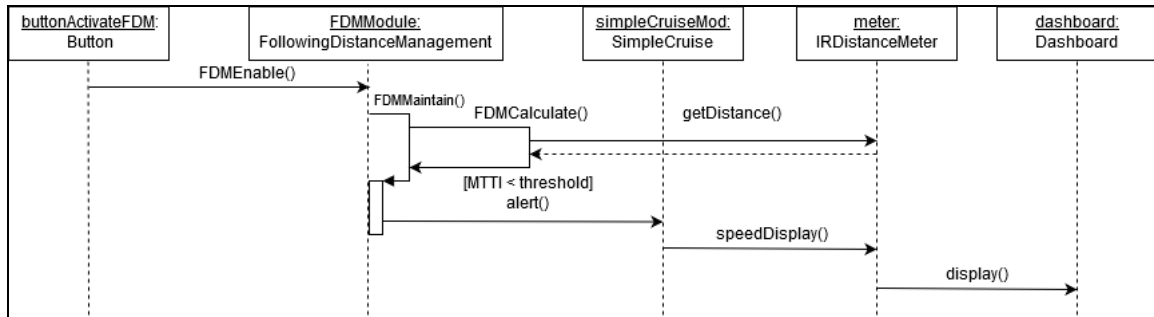 buttonActivateFDM:
Button
FDMModule:
FollowingDistanceManagement
simpleCruiseMod:
SimpleCruise
meter:
IRDistanceMeter
dashboard:
Dashboard
FDMEnable()
FDMMaintain()
FDMCalculate()
getDistance()
[MTTI < threshold]
alert()
speedDisplay()
display()